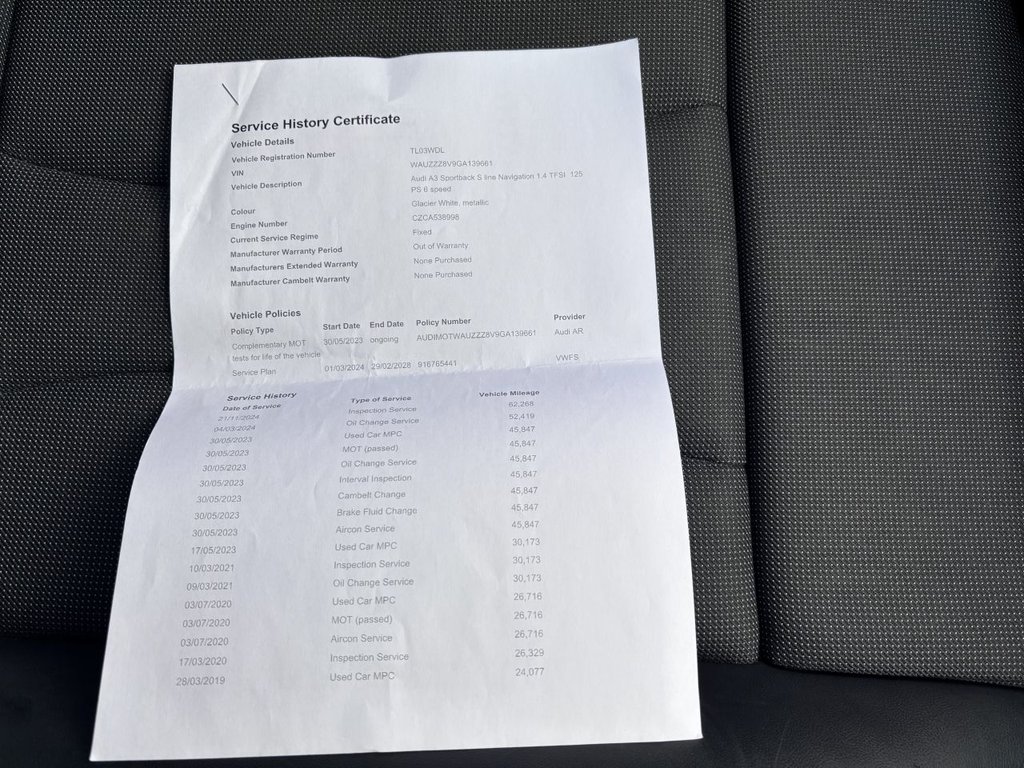 Service History Certificate
Vehicle Details
Vehicle Registration Number TL03WDL
VIN WAUZZZ8V9GA139661
Vehicle Description Audi A3 Sportback S line Navigation 1.4 TFSI 125
PS 6 speed
Colour Glacier White, metallic
Engine Number CZCA538998
Current Service Regime Fixed
Manufacturer Warranty Period Out of Warranty
Manufacturers Extended Warranty None Purchased
Manufacturer Cambelt Warranty None Purchased
Vehicle Policies
Policy Type Start Date End Date Policy Number Provider
Complementary MOT 30/05/2023 ongoing AUDIMOTWAUZZZ8V9GA139661 Audi AR
tests for life of the vehicle
Service Plan 01/03/2024 29/02/2028 916765441 VWFS
Service History
Date of Service Type of Service Vehicle Mileage
21/11/2024 Inspection Service 62,268
04/03/2024 Oil Change Service 52,419
30/05/2023 Used Car MPC 45,847
30/05/2023 MOT (passed) 45,847
30/05/2023 Oil Change Service 45,847
30/05/2023 Interval Inspection 45,847
30/05/2023 Cambelt Change 45,847
30/05/2023 Brake Fluid Change 45,847
30/05/2023 Aircon Service 45,847
17/05/2023 Used Car MPC 30,173
10/03/2021 Inspection Service 30,173
09/03/2021 Oil Change Service 30,173
03/07/2020 Used Car MPC 26,716
03/07/2020 MOT (passed) 26,716
03/07/2020 Aircon Service 26,716
17/03/2020 Inspection Service 26,329
28/03/2019 Used Car MPC 24,077